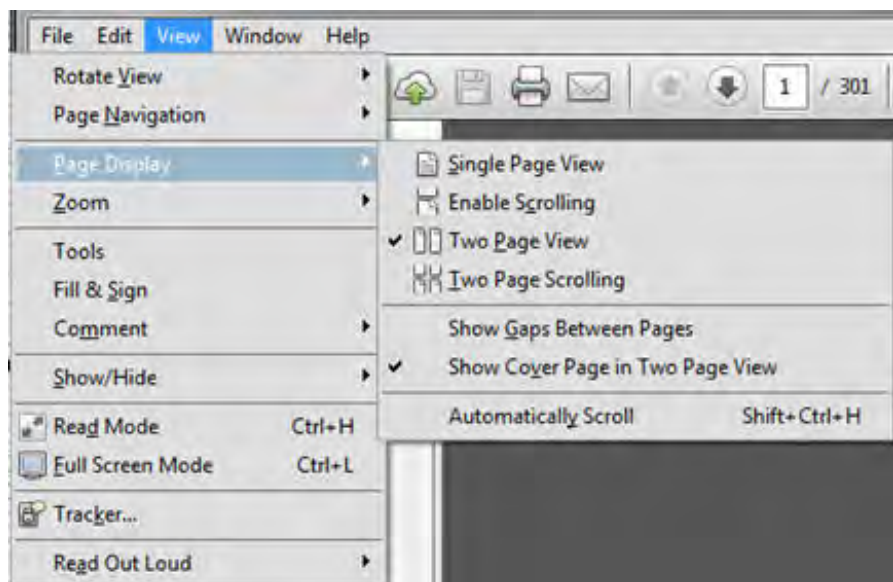 File Edit View Window Help
Rotate View
Page Navigation
1 / 301
Page Display
Single Page View
Zoom
Enable Scrolling
Tools
Two Page View
Fill & Sign
Two Page Scrolling
Comment
Show Gaps Between Pages
Show/Hide
Show Cover Page in Two Page View
Read Mode Ctrl+H
Automatically Scroll Shift+Ctrl+H
Full Screen Mode Ctrl+L
Tracker...
Read Out Loud